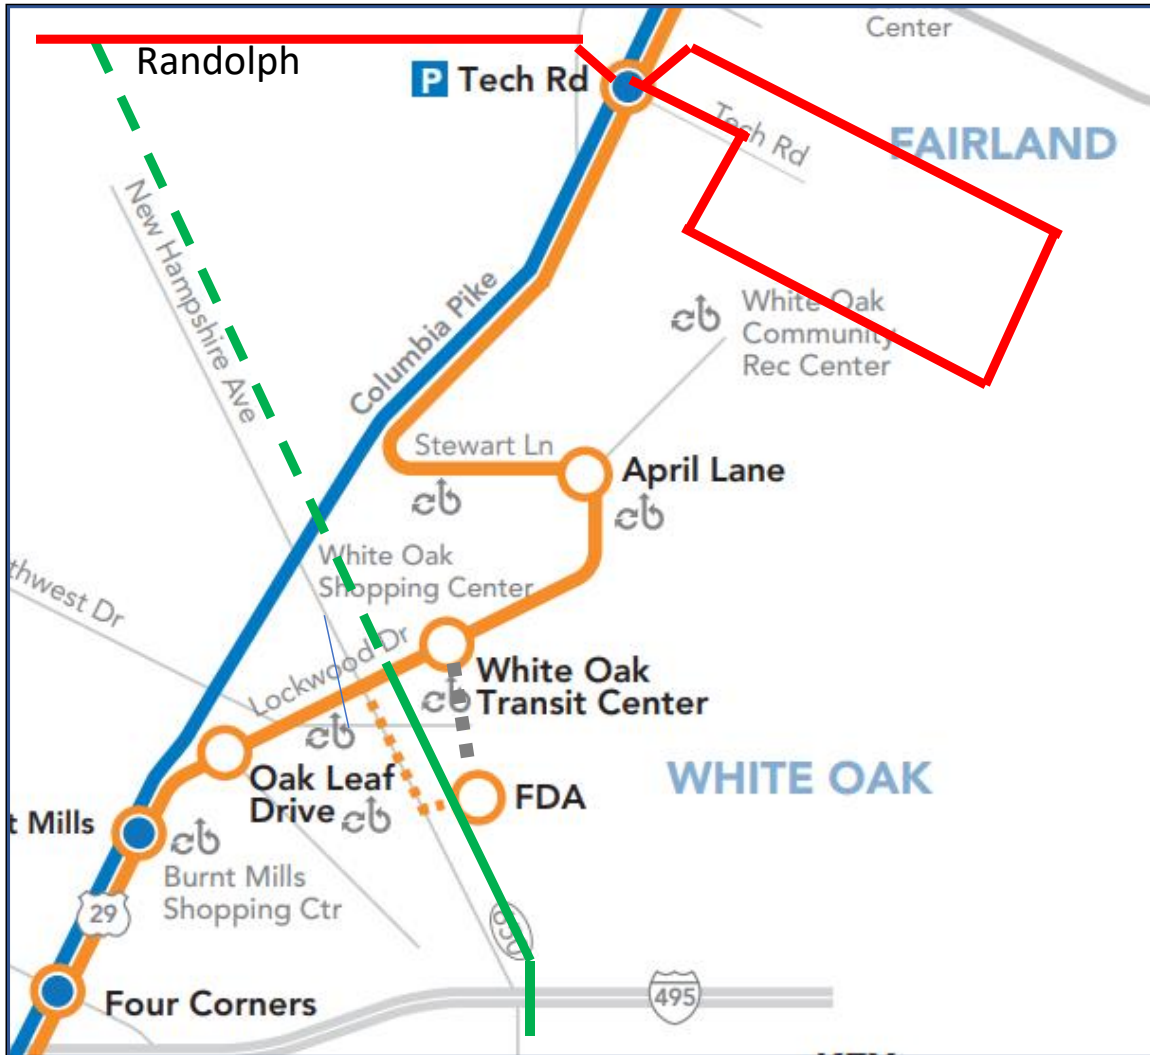 Center
Randolph
P Tech Rd
Tech Rd
FAIRLAND
New Hampshire Ave
Columbia Pike
White Oak
Community
Rec Center
Stewart Ln
April Lane
White Oak
Shopping Center
thwest Dr
Lockwood Dr
White Oak
Transit Center
Oak Leaf
Drive
FDA
WHITE OAK
t Mills
Burnt Mills
Shopping Ctr
29
650
495
Four Corners